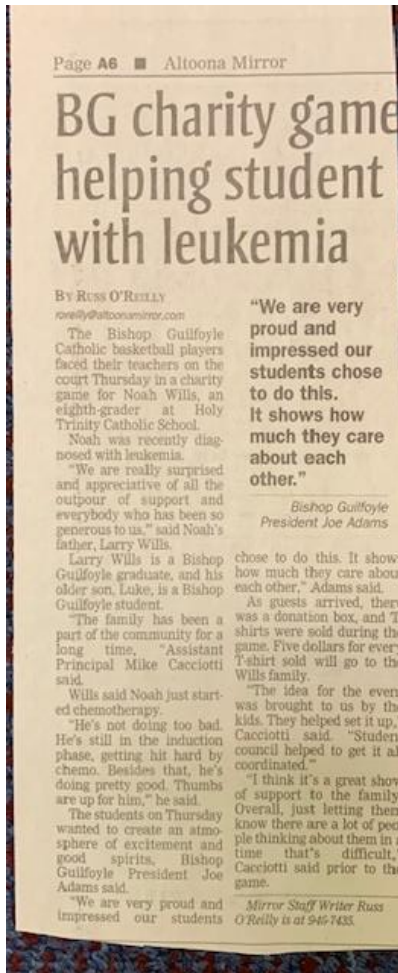 Page A6 ■ Altoona Mirror
BG charity game
helping student
with leukemia
BY RUSS O'REILLY
roreilly@altoonamirror.com
The Bishop Guilfoyle
Catholic basketball players
faced their teachers on the
court Thursday in a charity
game for Noah Wills, an
eighth-grader at Holy
Trinity Catholic School.
Noah was recently diag-
nosed with leukemia.
"We are really surprised
and appreciative of all the
outpour of support and
everybody who has been so
generous to us," said Noah's
father, Larry Wills.
Larry Wills is a Bishop
Guilfoyle graduate, and his
older son, Luke, is a Bishop
Guilfoyle student.
"The family has been a
part of the community for a
long time, "Assistant
Principal Mike Cacciotti
said.
Wills said Noah just start-
ed chemotherapy.
"He's not doing too bad.
He's still in the induction
phase, getting hit hard by
chemo. Besides that, he's
doing pretty good. Thumbs
are up for him," he said.
The students on Thursday
wanted to create an atmo-
sphere of excitement and
good spirits, Bishop
Guilfoyle President Joe
Adams said.
"We are very proud and
impressed our students
"We are very
proud and
impressed our
students chose
to do this.
It shows how
much they care
about each
other."
Bishop Guilfoyle
President Joe Adams
chose to do this. It show
how much they care abou
each other," Adams said.
As guests arrived, ther
was a donation box, and T
shirts were sold during th
game. Five dollars for ever
T-shirt sold will go to th
Wills family.
"The idea for the even
was brought to us by th
kids. They helped set it up,
Cacciotti said. "Studen
council helped to get it al
coordinated."
"I think it's a great show
of support to the family
Overall, just letting them
know there are a lot of peo
ple thinking about them in
time that's difficult,
Cacciotti said prior to th
game.
Mirror Staff Writer Russ
O'Reilly is at 946-7435.